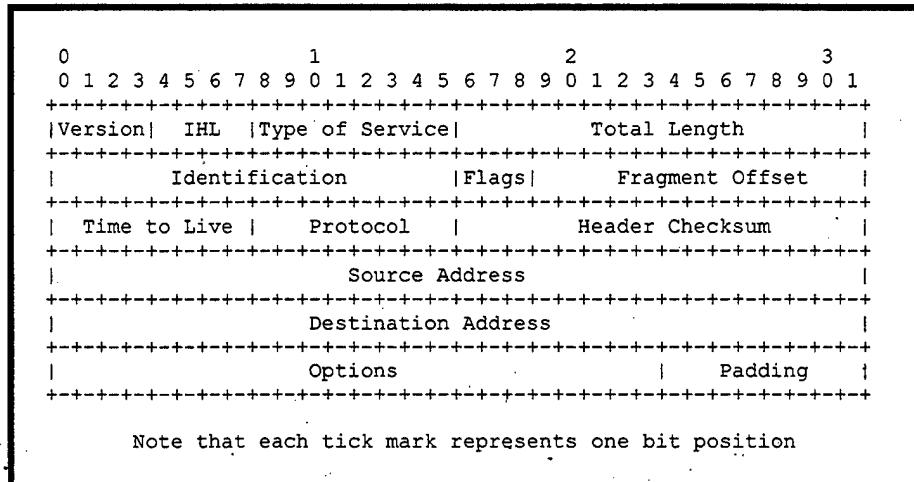 0                   1                   2                   3
0 1 2 3 4 5 6 7 8 9 0 1 2 3 4 5 6 7 8 9 0 1 2 3 4 5 6 7 8 9 0 1
+-+-+-+-+-+-+-+-+-+-+-+-+-+-+-+-+-+-+-+-+-+-+-+-+-+-+-+-+-+-+-+-+
|Version|  IHL  |Type of Service|          Total Length         |
+-+-+-+-+-+-+-+-+-+-+-+-+-+-+-+-+-+-+-+-+-+-+-+-+-+-+-+-+-+-+-+-+
|         Identification        |Flags|      Fragment Offset    |
+-+-+-+-+-+-+-+-+-+-+-+-+-+-+-+-+-+-+-+-+-+-+-+-+-+-+-+-+-+-+-+-+
|  Time to Live |    Protocol   |         Header Checksum       |
+-+-+-+-+-+-+-+-+-+-+-+-+-+-+-+-+-+-+-+-+-+-+-+-+-+-+-+-+-+-+-+-+
|                       Source Address                          |
+-+-+-+-+-+-+-+-+-+-+-+-+-+-+-+-+-+-+-+-+-+-+-+-+-+-+-+-+-+-+-+-+
|                    Destination Address                        |
+-+-+-+-+-+-+-+-+-+-+-+-+-+-+-+-+-+-+-+-+-+-+-+-+-+-+-+-+-+-+-+-+
|                    Options                    |    Padding    |
+-+-+-+-+-+-+-+-+-+-+-+-+-+-+-+-+-+-+-+-+-+-+-+-+-+-+-+-+-+-+-+-+
Note that each tick mark represents one bit position